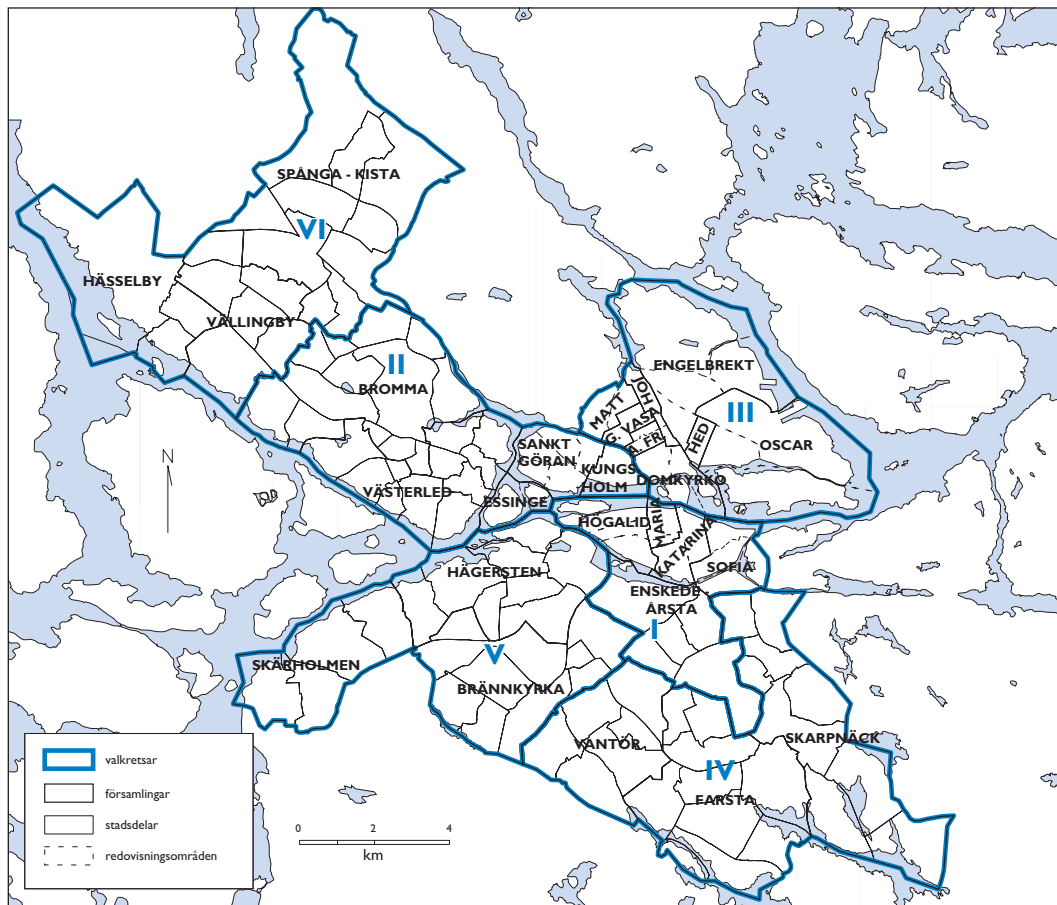 SPÅNGA - KISTA
VI
HÄSSELBY
VÄLLINGBY
II
BROMMA
ENGELBREKT
JOH
MATT
G. VASA
III
A. FR.
HED
OSCAR
SANKT
GÖRAN
KUNGS
HOLM
DOMKYRKO
N
VÄSTERLED
ESSINGE
HÖGALID
MARIA
KATARINA
SOFIA
HÄGERSTEN
ENSKEDE -
ÅRSTA
I
V
SKÄRHOLMEN
BRÄNNKYRKA
VANTÖR
SKARPNÄCK
IV
FARSTA
valkretsar
församlingar
stadsdelar
redovisningsområden
0 2 4
km